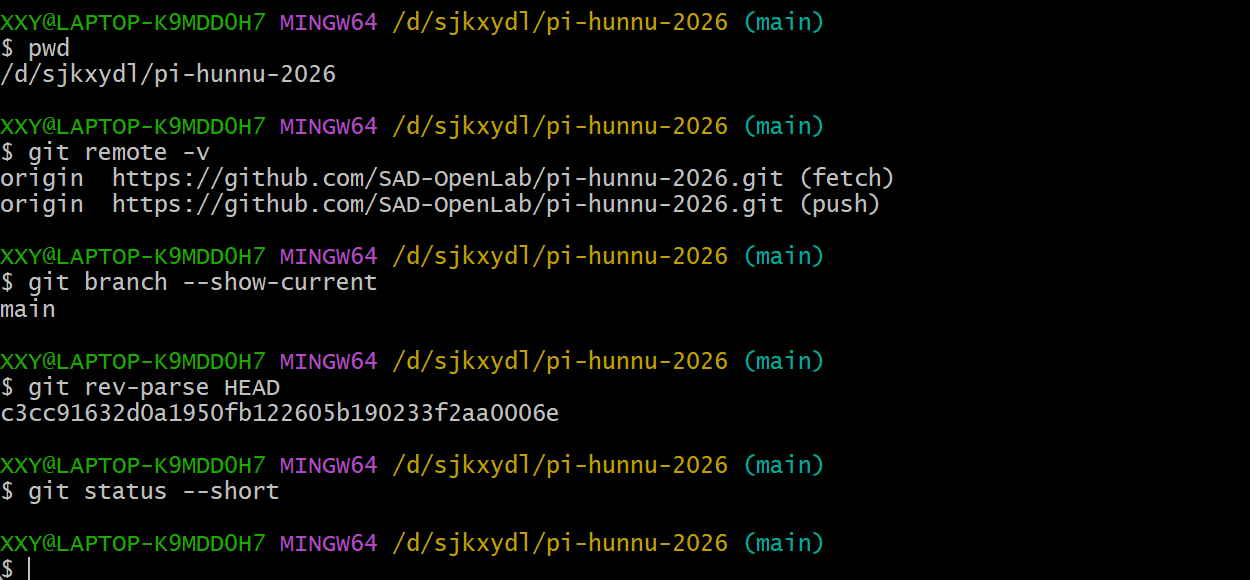 XXY@LAPTOP-K9MDD0H7 MINGW64 /d/sjkxydl/pi-hunnu-2026 (main)
$ pwd
/d/sjkxydl/pi-hunnu-2026
XXY@LAPTOP-K9MDD0H7 MINGW64 /d/sjkxydl/pi-hunnu-2026 (main)
$ git remote -v
origin  https://github.com/SAD-OpenLab/pi-hunnu-2026.git (fetch)
origin  https://github.com/SAD-OpenLab/pi-hunnu-2026.git (push)
XXY@LAPTOP-K9MDD0H7 MINGW64 /d/sjkxydl/pi-hunnu-2026 (main)
$ git branch --show-current
main
XXY@LAPTOP-K9MDD0H7 MINGW64 /d/sjkxydl/pi-hunnu-2026 (main)
$ git rev-parse HEAD
c3cc91632d0a1950fb122605b190233f2aa0006e
XXY@LAPTOP-K9MDD0H7 MINGW64 /d/sjkxydl/pi-hunnu-2026 (main)
$ git status --short
XXY@LAPTOP-K9MDD0H7 MINGW64 /d/sjkxydl/pi-hunnu-2026 (main)
$